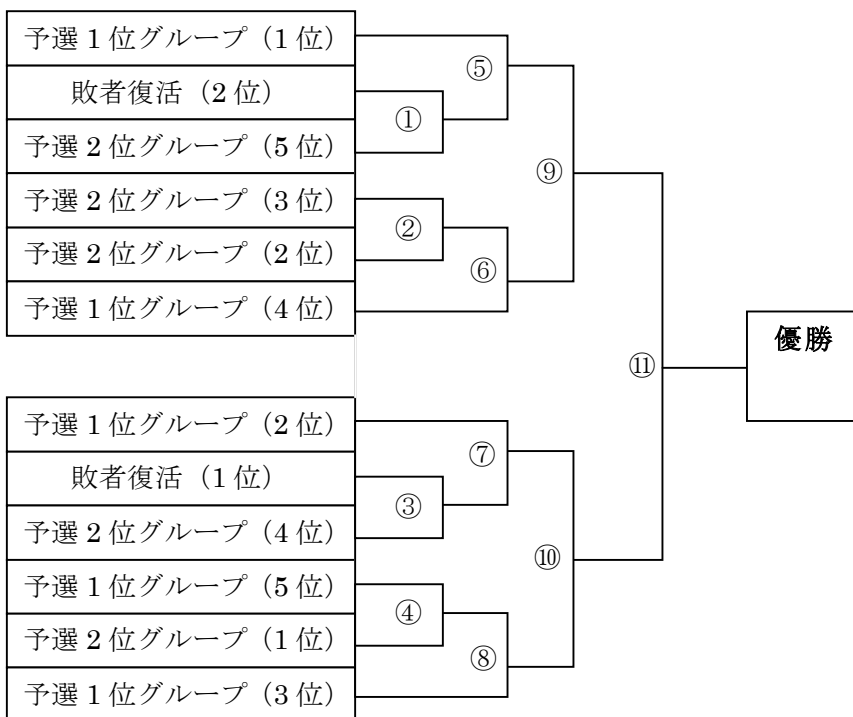 予選 1 位グループ（1 位）
敗者復活（2 位）
予選 2 位グループ（5 位）
予選 2 位グループ（3 位）
予選 2 位グループ（2 位）
予選 1 位グループ（4 位）
⑤
①
⑨
②
⑥
優勝
⑪
予選 1 位グループ（2 位）
敗者復活（1 位）
予選 2 位グループ（4 位）
予選 1 位グループ（5 位）
予選 2 位グループ（1 位）
予選 1 位グループ（3 位）
⑦
③
⑩
④
⑧